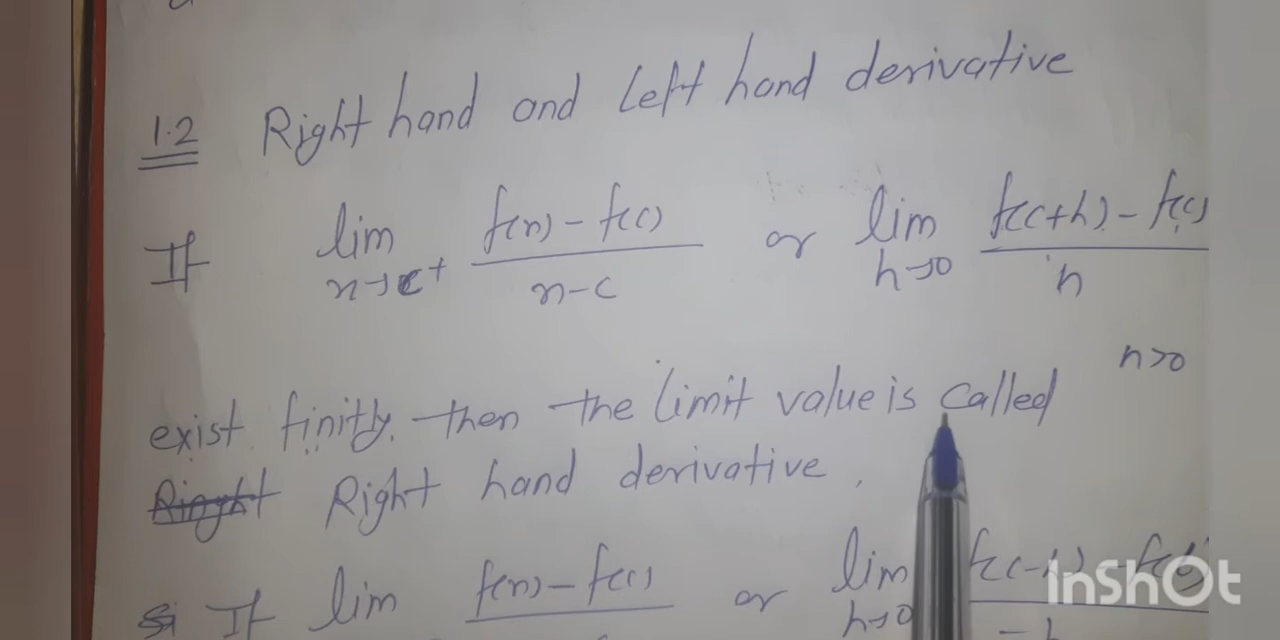 1.2 Right hand and left hand derivative
If lim x→c+ f(x) - f(c) / x-c or lim h→0 f(c+h) - f(c) / h
h>0
exist finitly. then the limit value is called
Right hand derivative.
If lim f(x) - f(c) or lim h→0 f(c-h) - f(c) / -h
InShOt